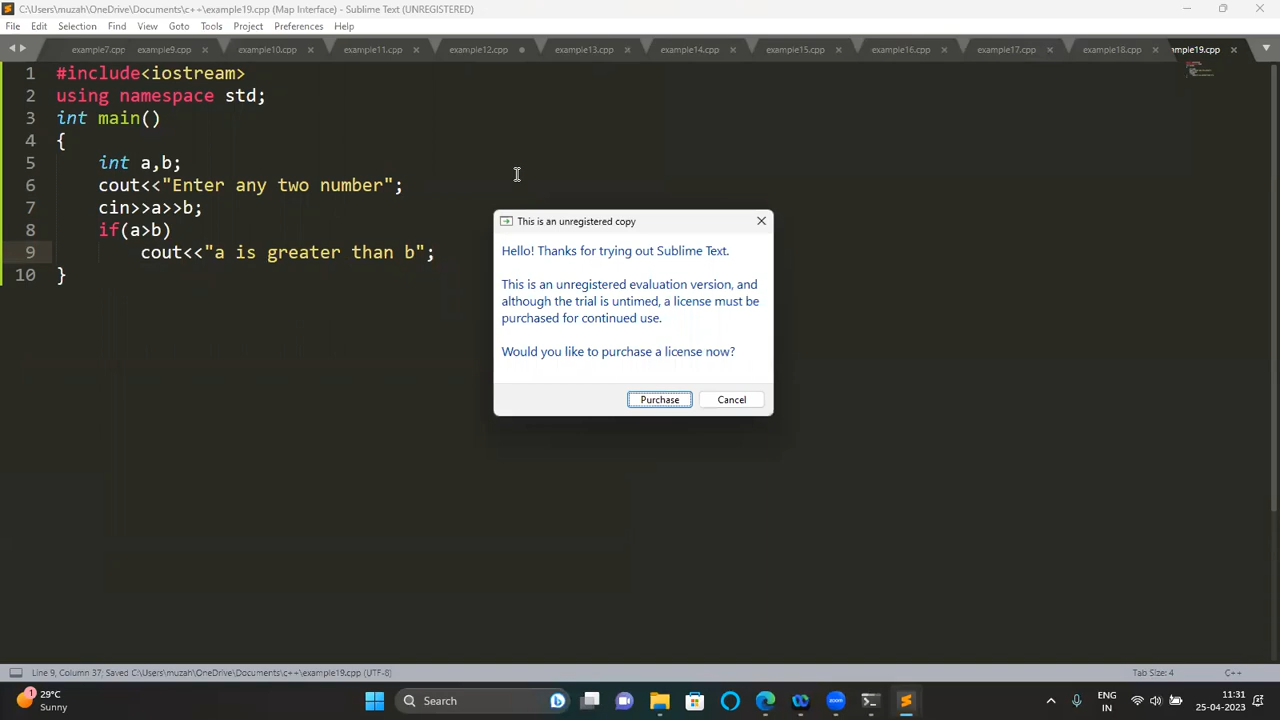 C:\Users\muzah\OneDrive\Documents\c++\example19.cpp (Map Interface) - Sublime Text (UNREGISTERED)
File Edit Selection Find View Goto Tools Project Preferences Help
example7.cpp example9.cpp example10.cpp example11.cpp example12.cpp example13.cpp example14.cpp example15.cpp example16.cpp example17.cpp example18.cpp mple19.cpp
1 #include<iostream>
2 using namespace std;
3 int main()
4 {
5 int a,b;
6 cout<<"Enter any two number";
7 cin>>a>>b;
8 if(a>b)
9 cout<<"a is greater than b";
10 }
This is an unregistered copy
Hello! Thanks for trying out Sublime Text.
This is an unregistered evaluation version, and
although the trial is untimed, a license must be
purchased for continued use.
Would you like to purchase a license now?
Purchase Cancel
Line 9, Column 37; Saved C:\Users\muzah\OneDrive\Documents\c++\example19.cpp (UTF-8) Tab Size: 4 C++
1 29°C
Sunny
Search
zoom
ENG
IN
11:31
25-04-2023